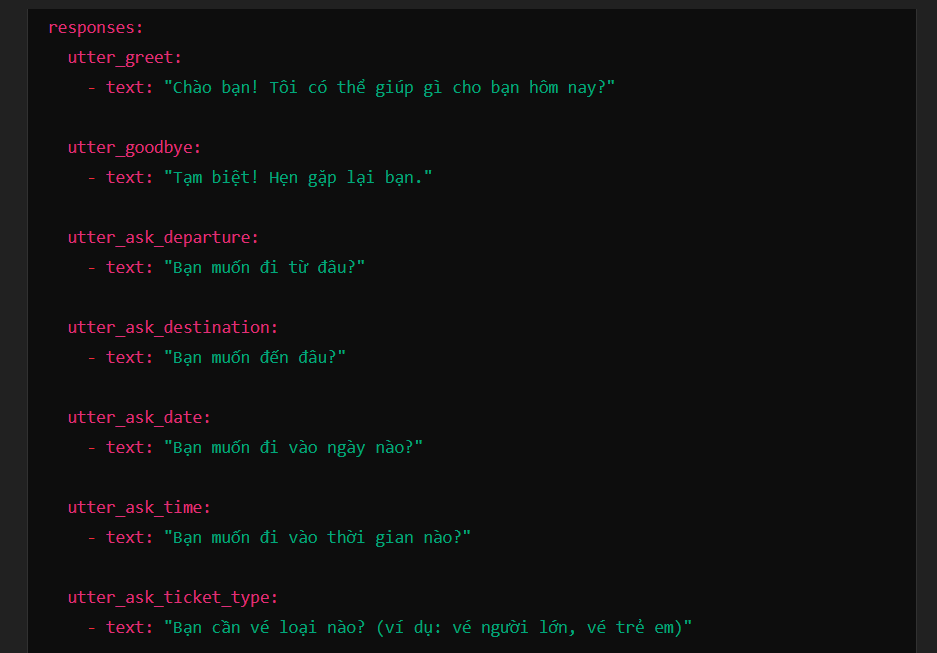 responses:
utter_greet:
- text: "Chào bạn! Tôi có thể giúp gì cho bạn hôm nay?"
utter_goodbye:
- text: "Tạm biệt! Hẹn gặp lại bạn."
utter_ask_departure:
- text: "Bạn muốn đi từ đâu?"
utter_ask_destination:
- text: "Bạn muốn đến đâu?"
utter_ask_date:
- text: "Bạn muốn đi vào ngày nào?"
utter_ask_time:
- text: "Bạn muốn đi vào thời gian nào?"
utter_ask_ticket_type:
- text: "Bạn cần vé loại nào? (ví dụ: vé người lớn, vé trẻ em)"